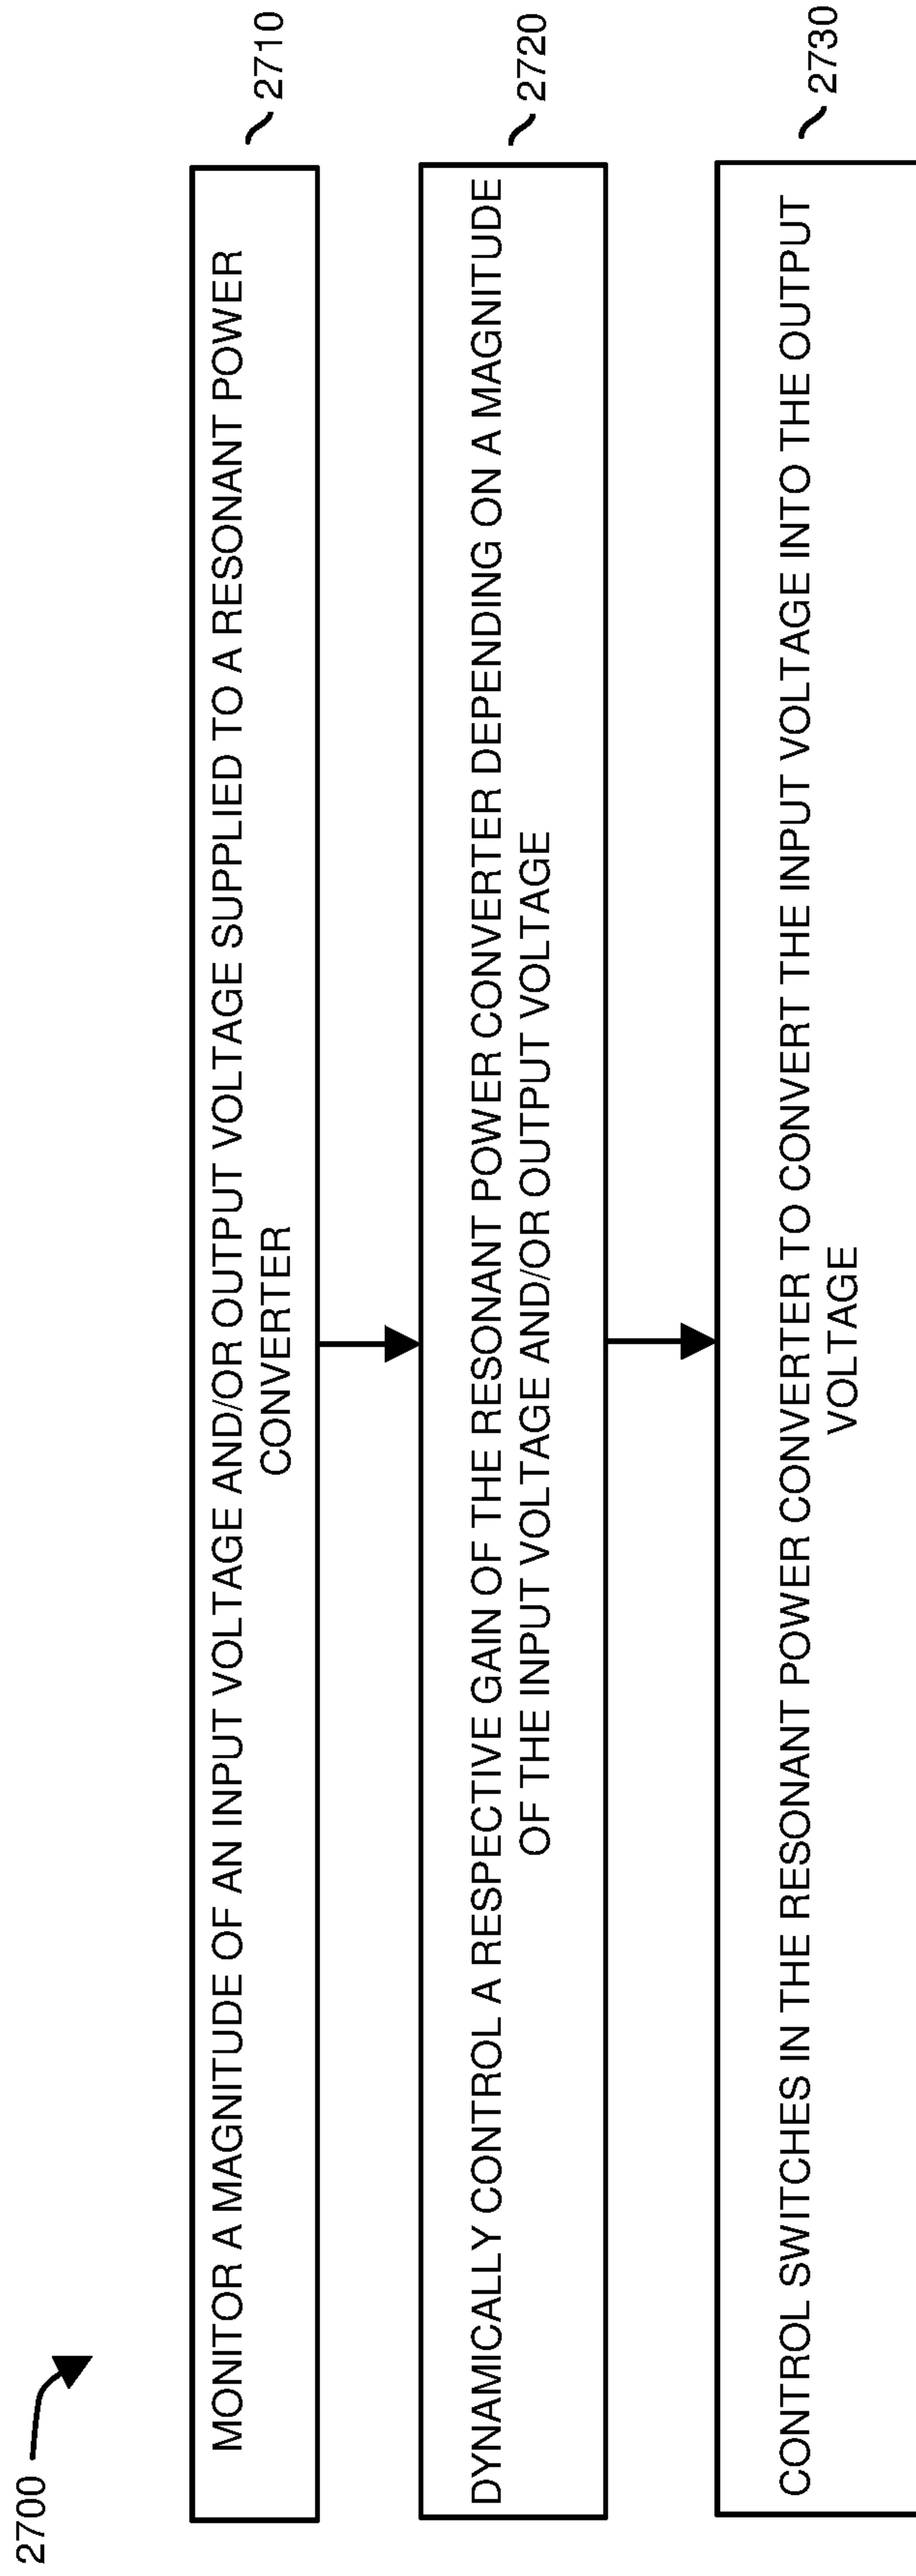 2700
MONITOR A MAGNITUDE OF AN INPUT VOLTAGE AND/OR OUTPUT VOLTAGE SUPPLIED TO A RESONANT POWER
CONVERTER
2710
DYNAMICALLY CONTROL A RESPECTIVE GAIN OF THE RESONANT POWER CONVERTER DEPENDING ON A MAGNITUDE
OF THE INPUT VOLTAGE AND/OR OUTPUT VOLTAGE
2720
CONTROL SWITCHES IN THE RESONANT POWER CONVERTER TO CONVERT THE INPUT VOLTAGE INTO THE OUTPUT
VOLTAGE
2730